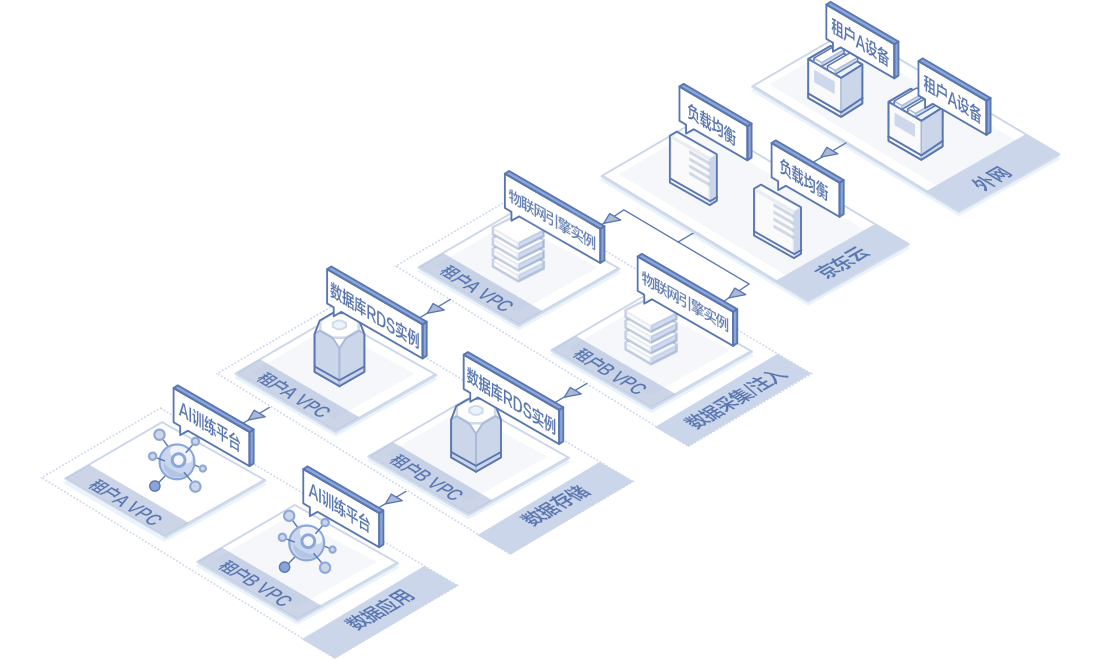 租户A设备
租户A设备
外网
负载均衡
负载均衡
京东云
物联网引擎实例
租户A VPC
物联网引擎实例
租户B VPC
数据采集/注入
数据库RDS实例
租户A VPC
数据库RDS实例
租户B VPC
数据存储
AI训练平台
租户A VPC
AI训练平台
租户B VPC
数据应用